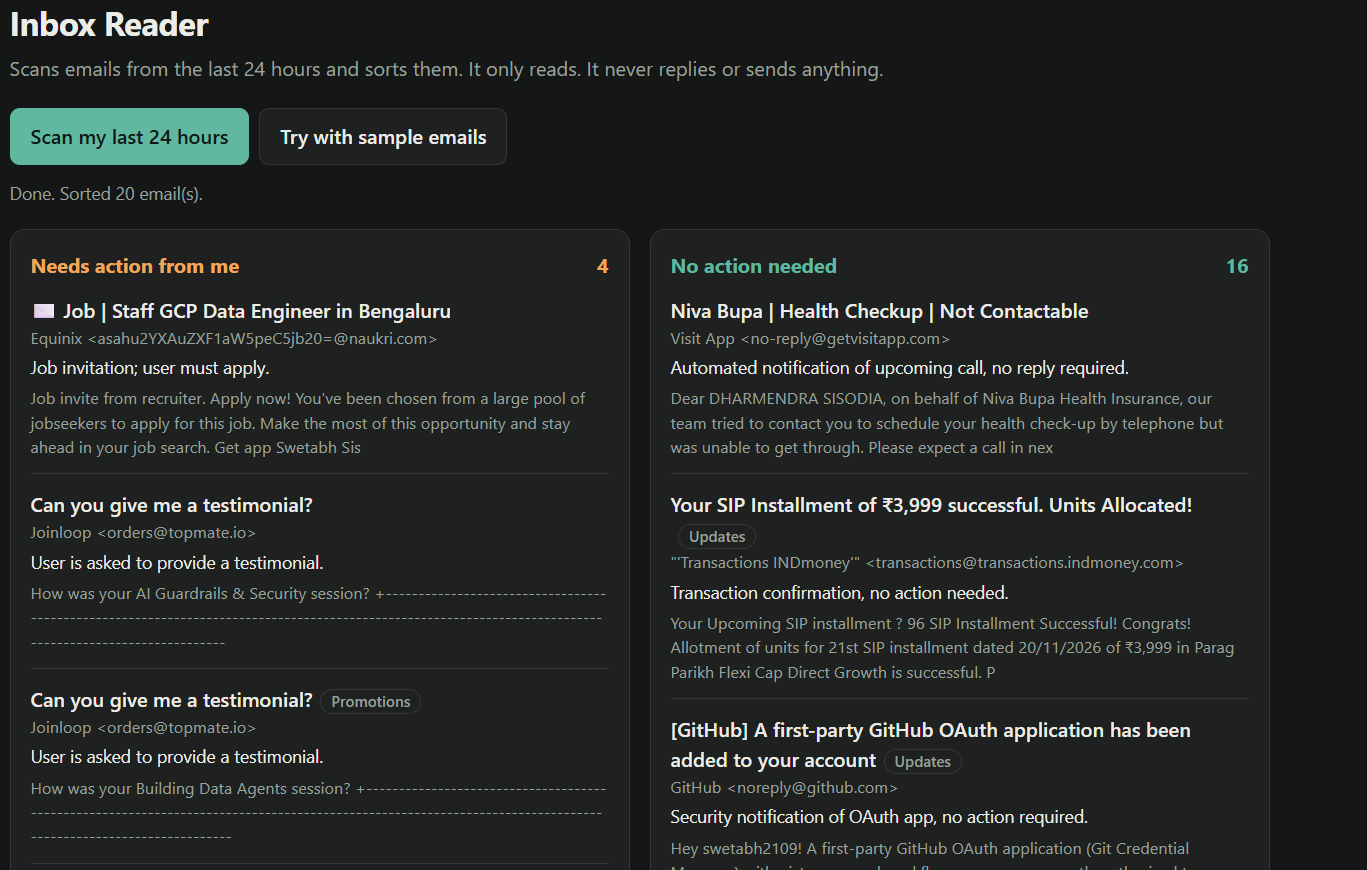 Inbox Reader
Scans emails from the last 24 hours and sorts them. It only reads. It never replies or sends anything.
Scan my last 24 hours
Try with sample emails
Done. Sorted 20 email(s).
Needs action from me
4
Job | Staff GCP Data Engineer in Bengaluru
Equinix <asahu2YXAuZXF1aW5peC5jb20=@naukri.com>
Job invitation; user must apply.
Job invite from recruiter. Apply now! You've been chosen from a large pool of
jobseekers to apply for this job. Make the most of this opportunity and stay
ahead in your job search. Get app Swetabh Sis
Can you give me a testimonial?
Joinloop <orders@topmate.io>
User is asked to provide a testimonial.
How was your AI Guardrails & Security session? +----------------------------------
--------------------------------------------------------------------------------------
-----------------------------
Can you give me a testimonial? Promotions
Joinloop <orders@topmate.io>
User is asked to provide a testimonial.
How was your Building Data Agents session? +-------------------------------------
--------------------------------------------------------------------------------------
------------------------------
No action needed
16
Niva Bupa | Health Checkup | Not Contactable
Visit App <no-reply@getvisitapp.com>
Automated notification of upcoming call, no reply required.
Dear DHARMENDRA SISODIA, on behalf of Niva Bupa Health Insurance, our
team tried to contact you to schedule your health check-up by telephone but
was unable to get through. Please expect a call in nex
Your SIP Installment of ₹3,999 successful. Units Allocated!
Updates
"'Transactions INDmoney'" <transactions@transactions.indmoney.com>
Transaction confirmation, no action needed.
Your Upcoming SIP installment ? 96 SIP Installment Successful! Congrats!
Allotment of units for 21st SIP installment dated 20/11/2026 of ₹3,999 in Parag
Parikh Flexi Cap Direct Growth is successful. P
[GitHub] A first-party GitHub OAuth application has been
added to your account Updates
GitHub <noreply@github.com>
Security notification of OAuth app, no action required.
Hey swetabh2109! A first-party GitHub OAuth application (Git Credential